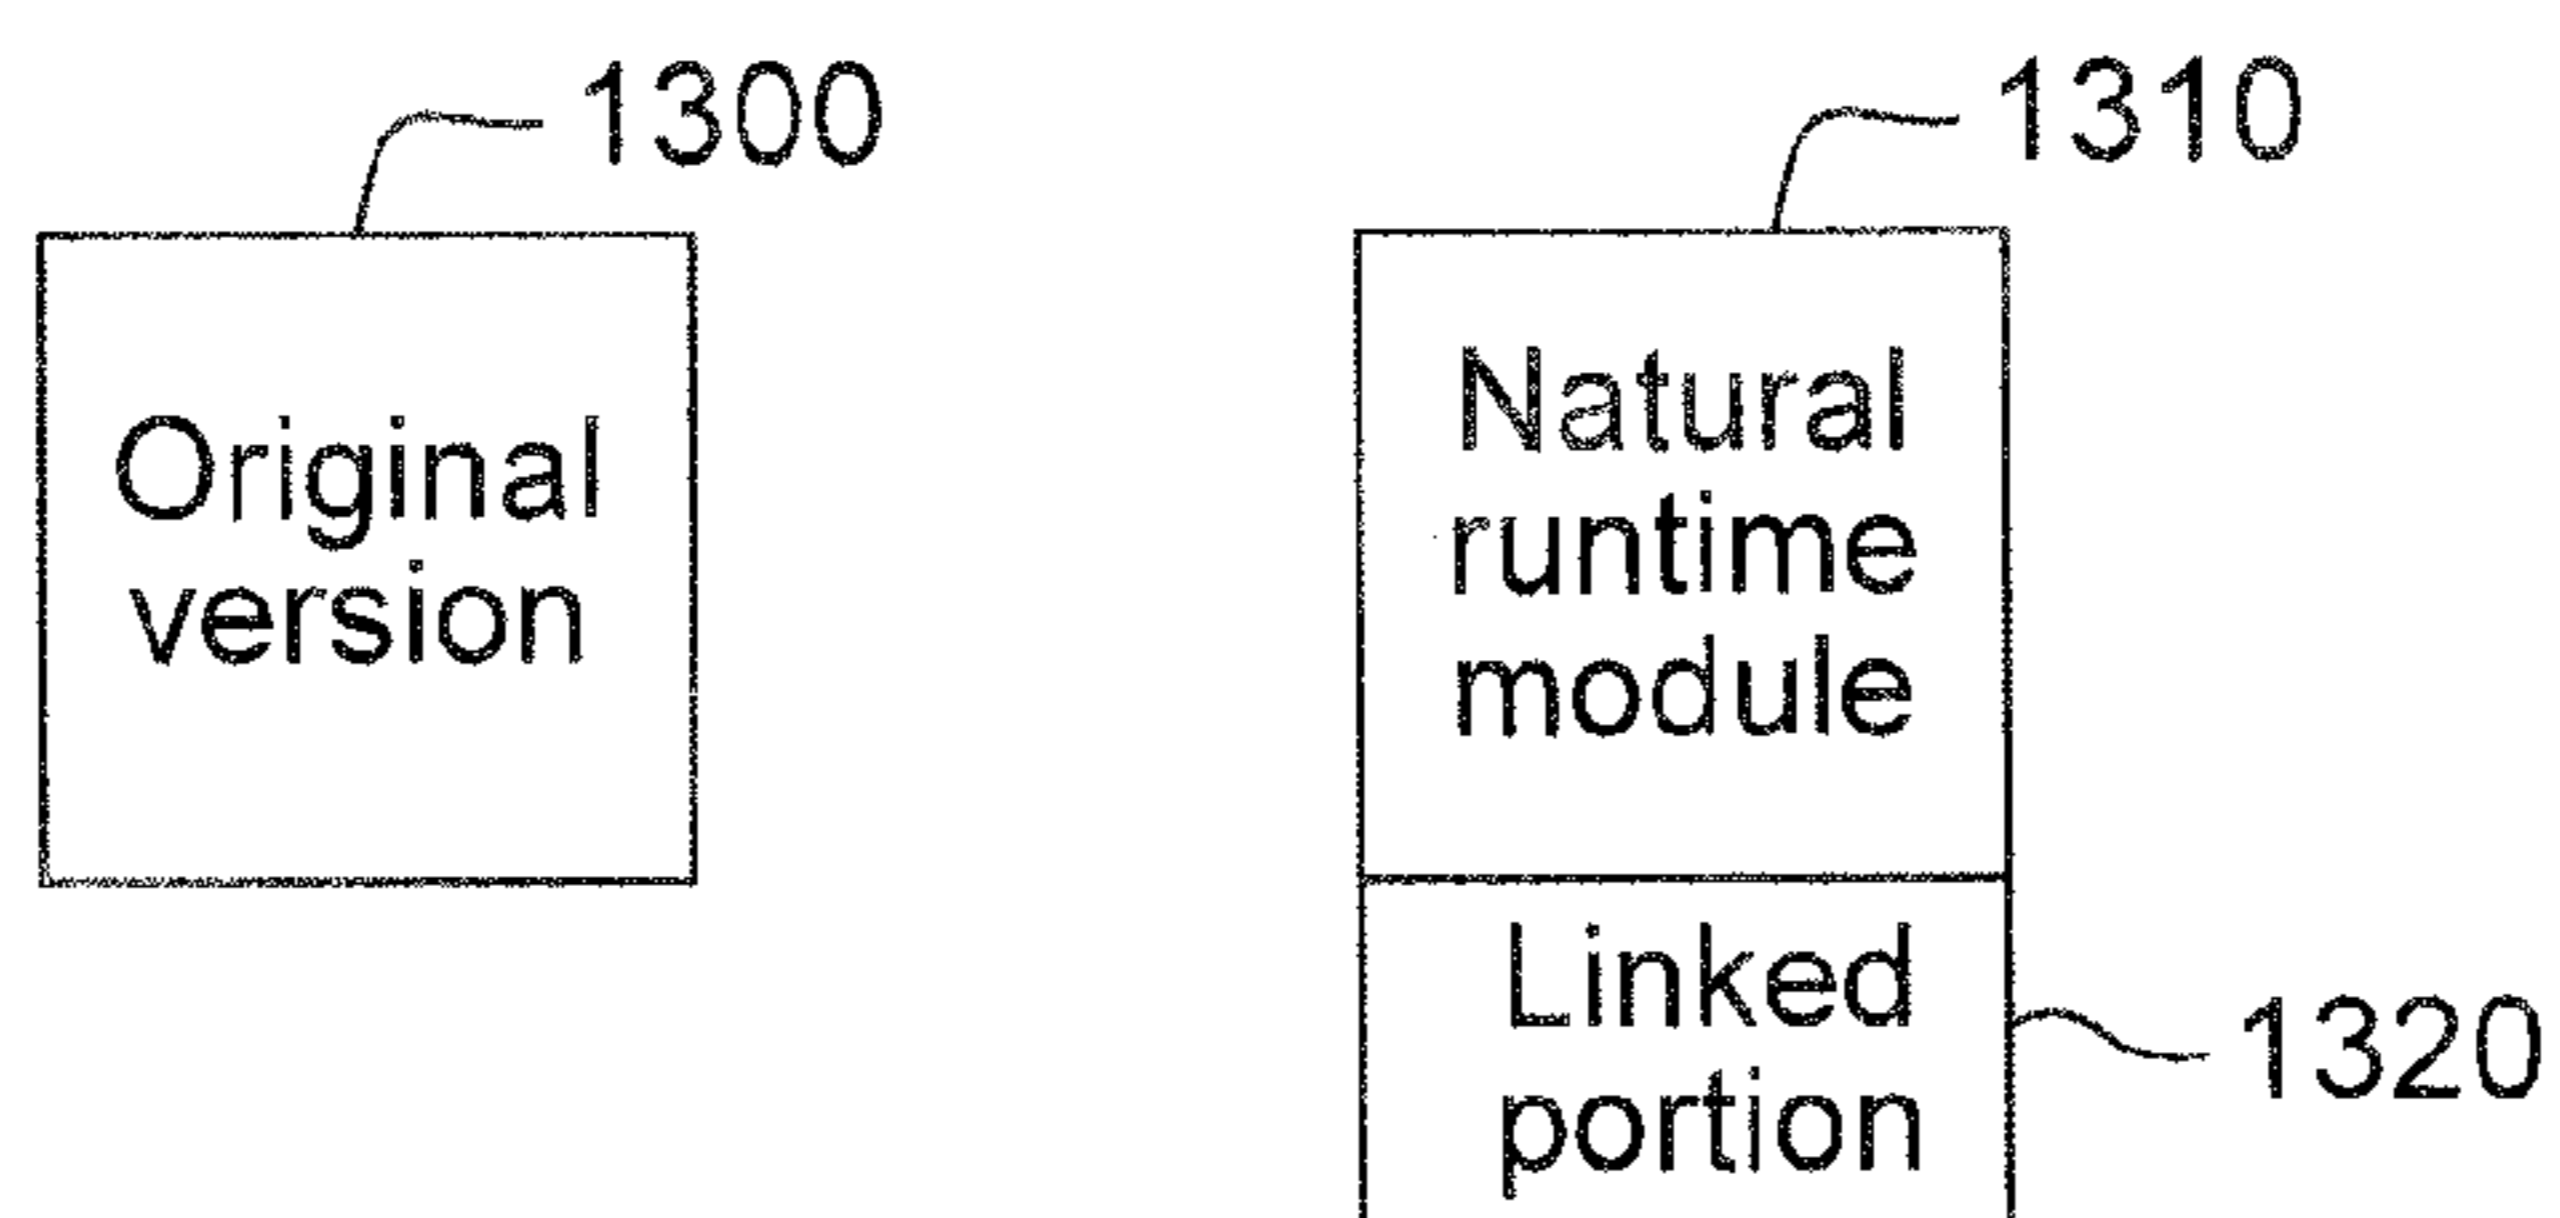 1300
Original
version
1310
Natural
runtime
module
Linked
portion
1320